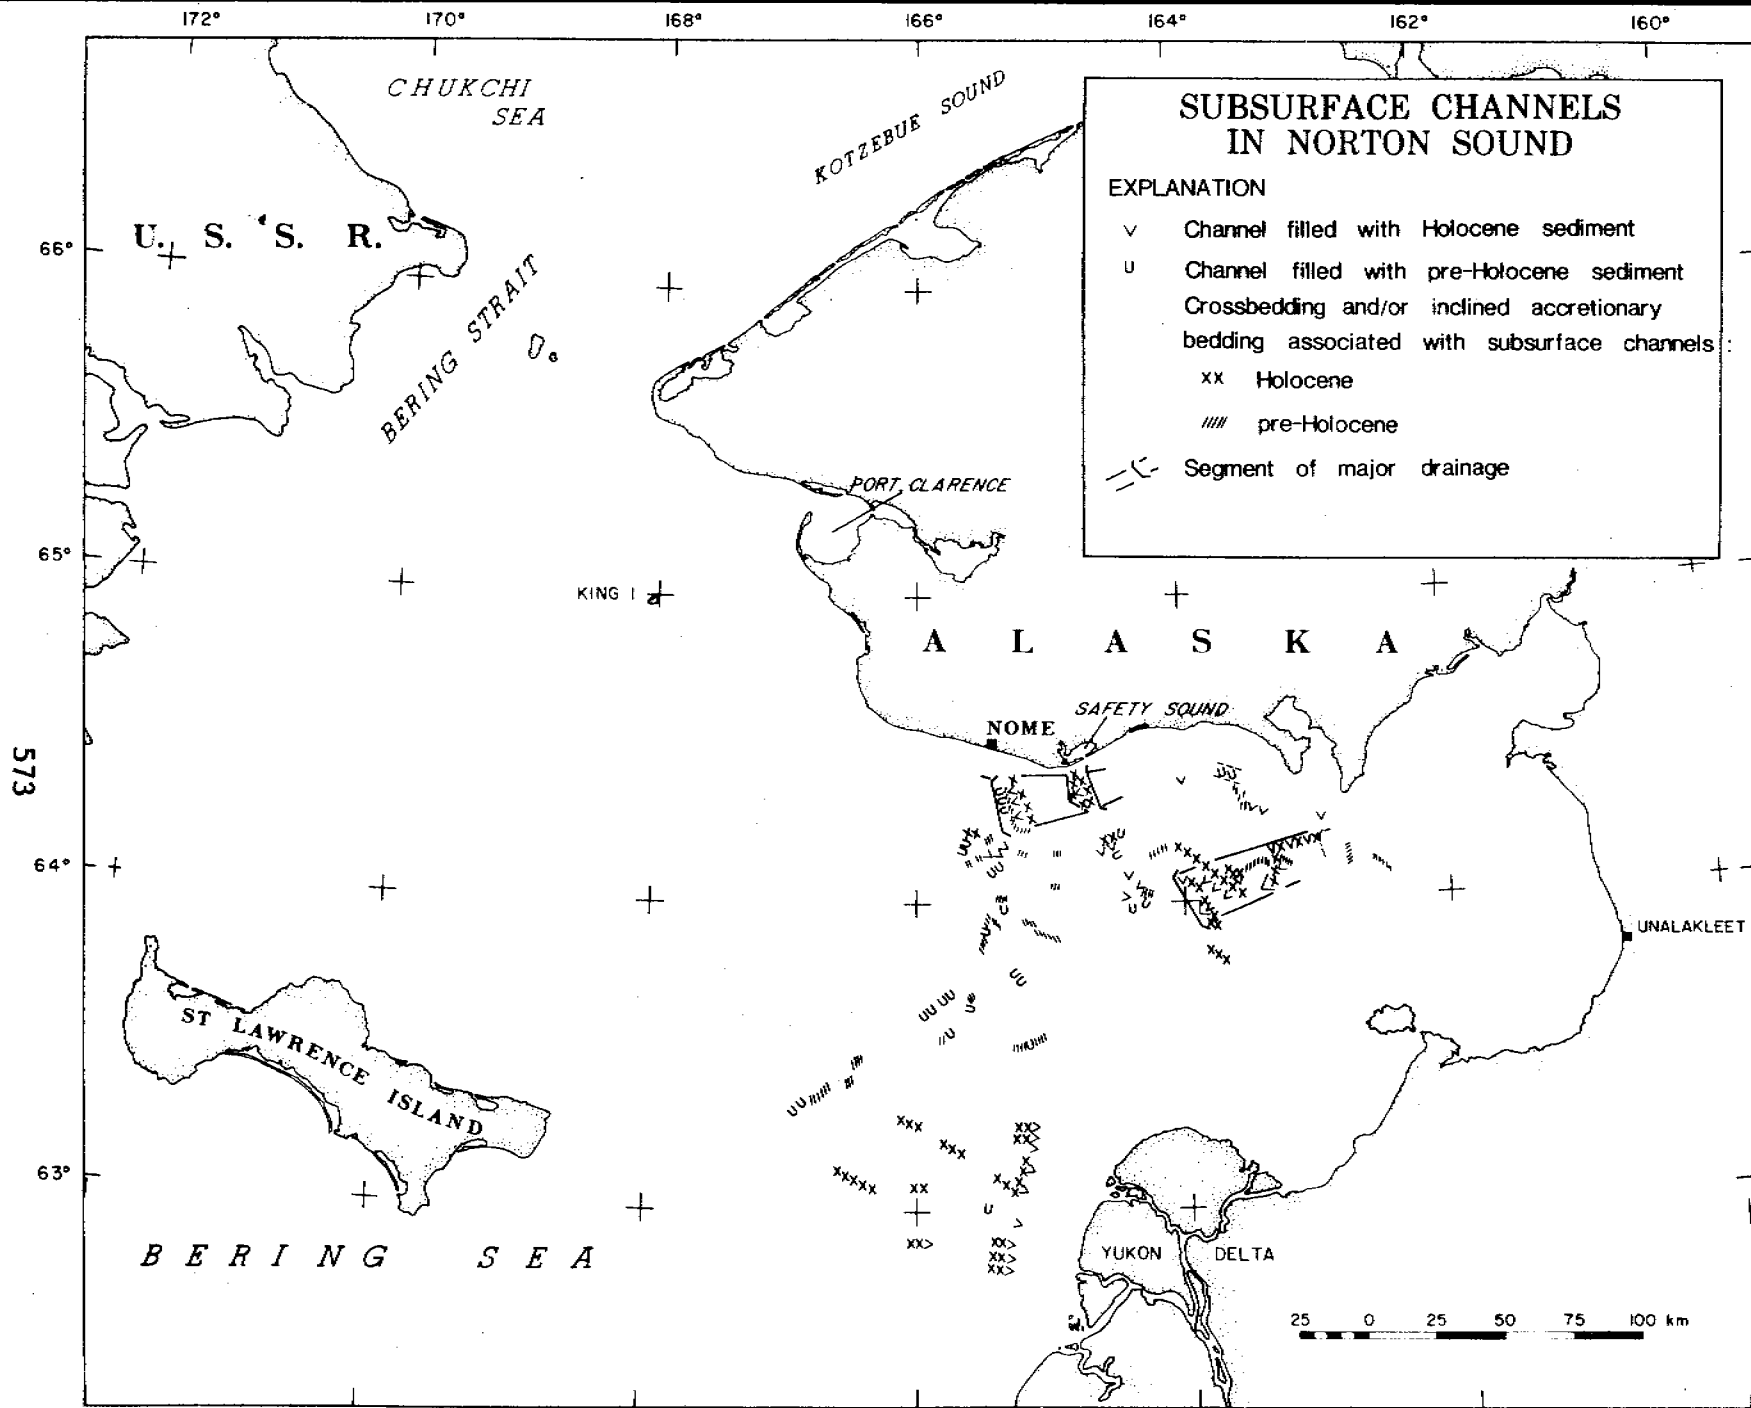 172° 170° 168° 166° 164° 162° 160°
CHUKCHI
SEA
KOTZEBUE SOUND
SUBSURFACE CHANNELS
IN NORTON SOUND
EXPLANATION
v Channel filled with Holocene sediment
u Channel filled with pre-Holocene sediment
Crossbedding and/or inclined accretionary
bedding associated with subsurface channels:
xx Holocene
///// pre-Holocene
Segment of major drainage
U. S. S. R.
66°
BERING STRAIT
PORT CLARENCE
65°
KING I
ALASKA
SAFETY SOUND
NOME
573
64°
UNALAKLEET
ST LAWRENCE ISLAND
63°
BERING SEA
YUKON DELTA
25 0 25 50 75 100 km